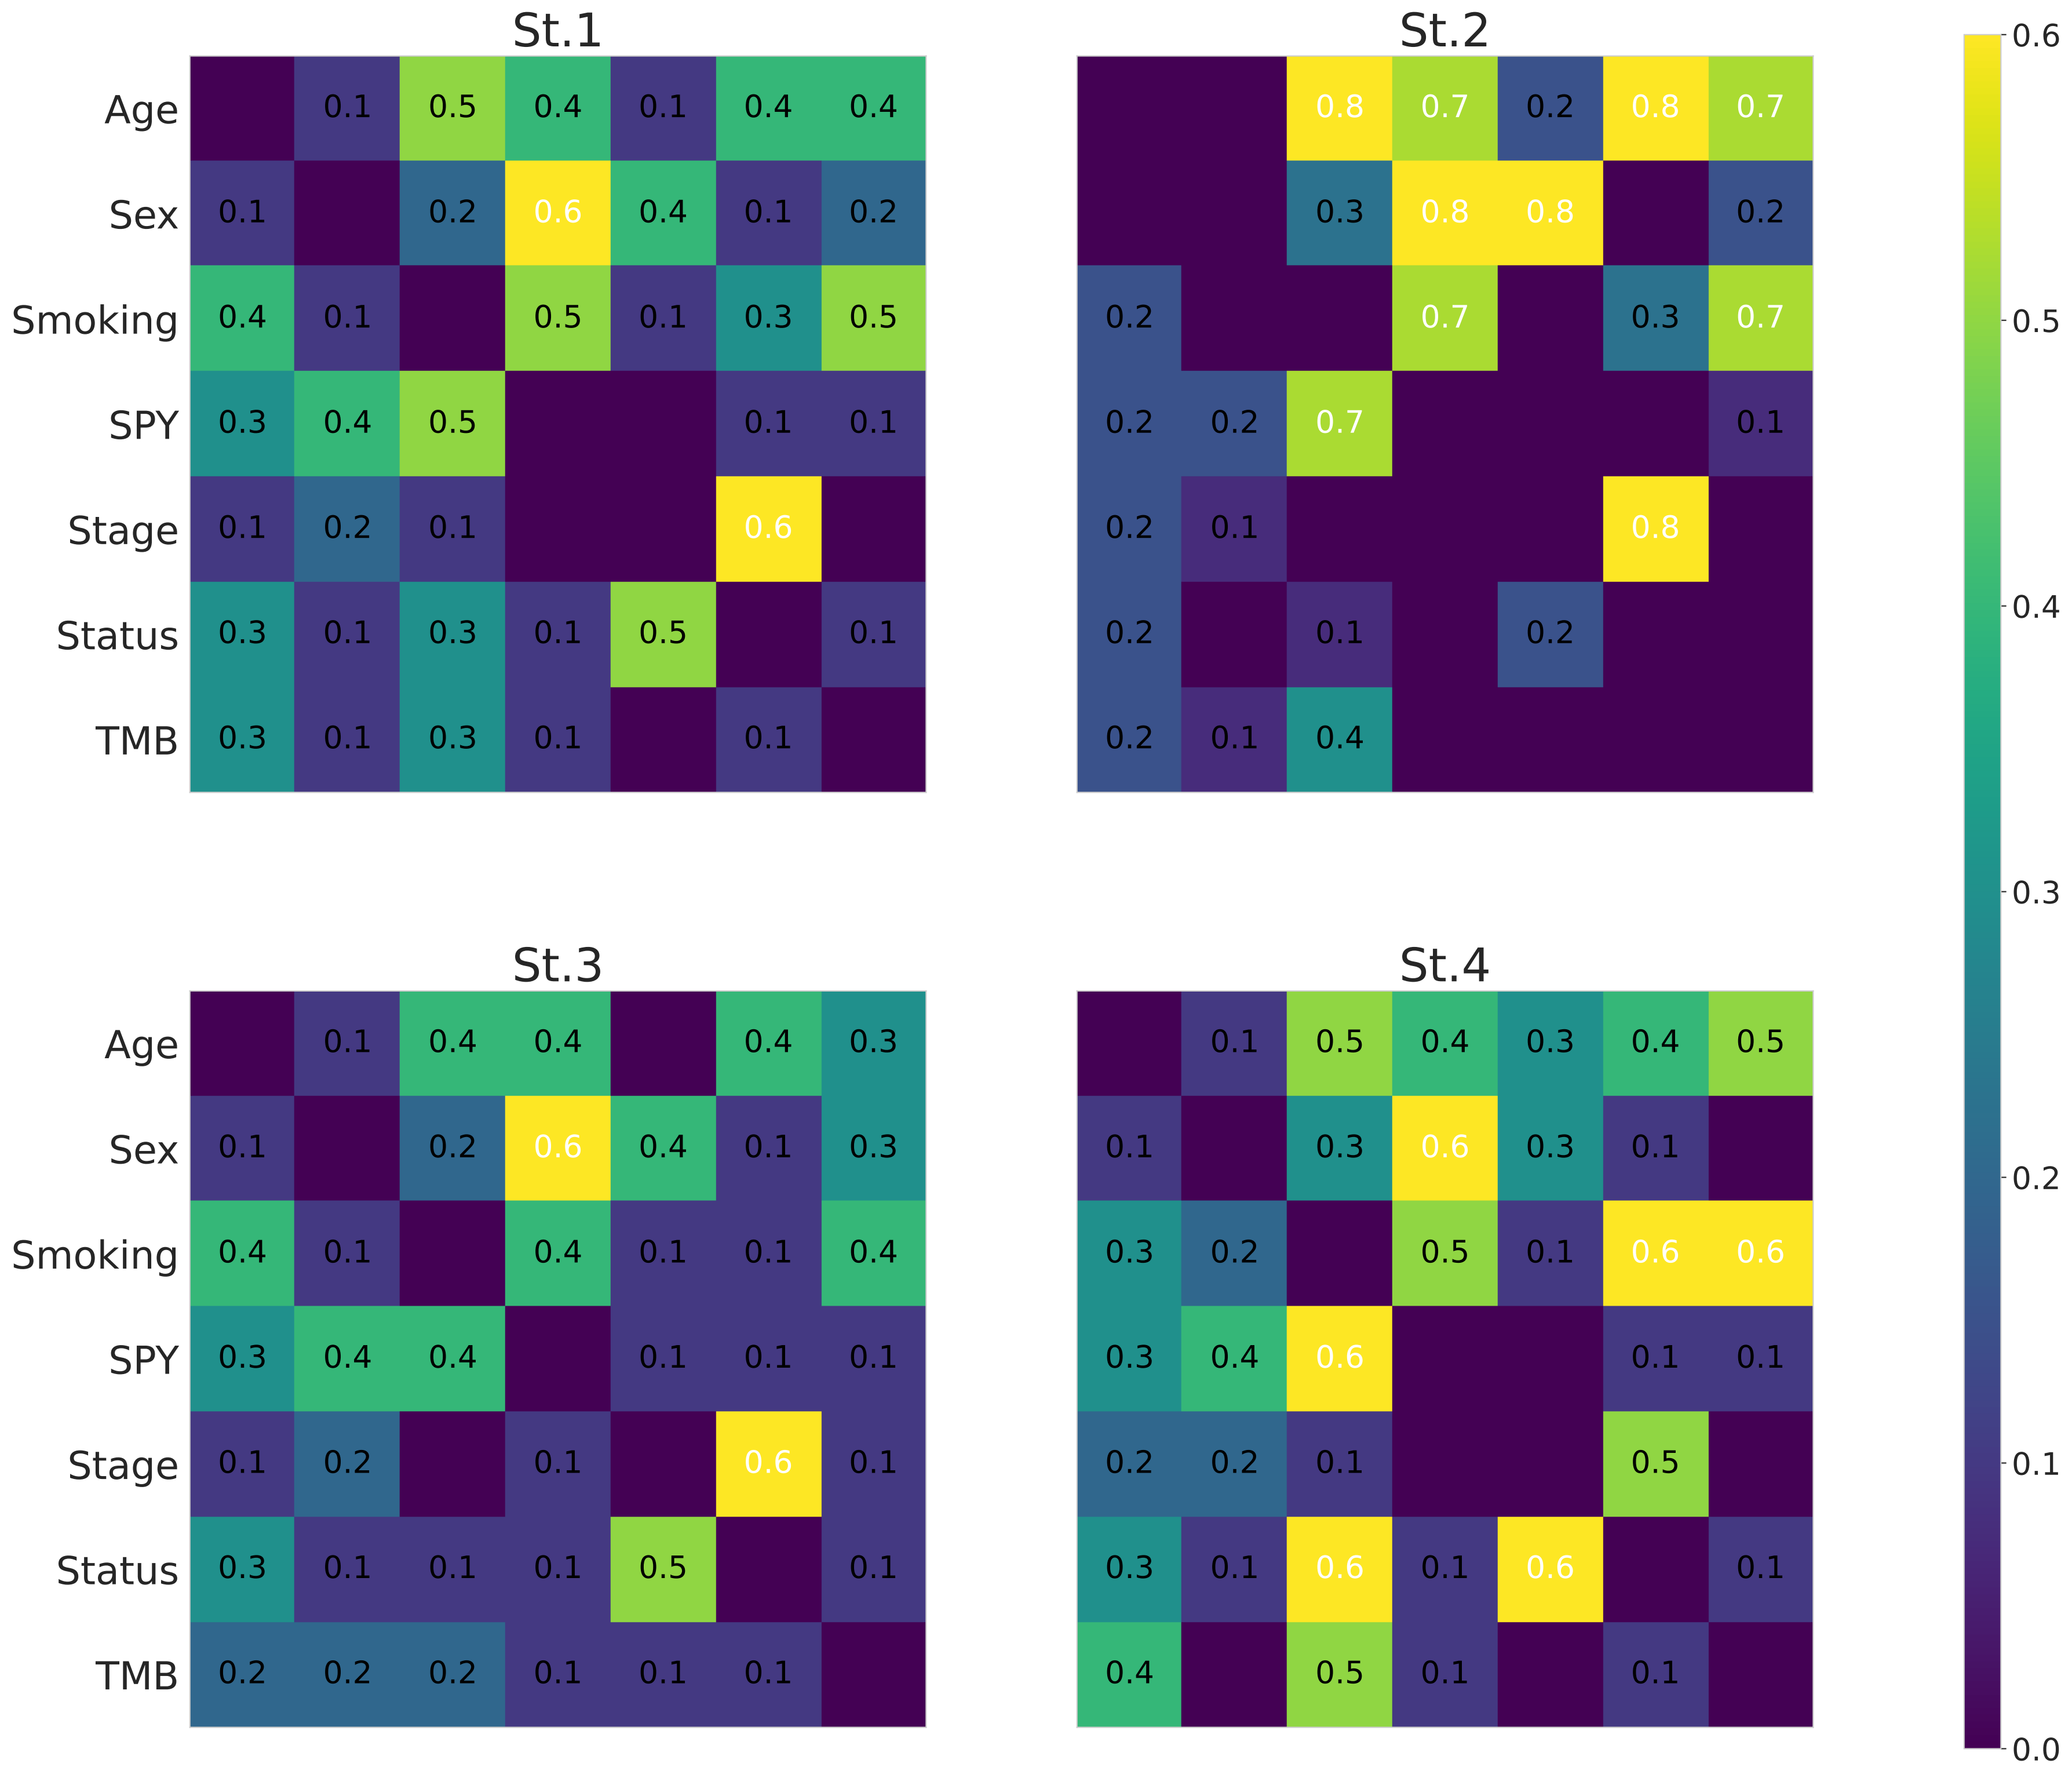 St.1 St.2
0.6
Age 0.1 0.5 0.4 0.1 0.4 0.4 0.8 0.7 0.2 0.8 0.7
Sex 0.1 0.2 0.6 0.4 0.1 0.2 0.3 0.8 0.8 0.2
Smoking 0.4 0.1 0.5 0.1 0.3 0.5 0.2 0.7 0.3 0.7
0.5
SPY 0.3 0.4 0.5 0.1 0.1 0.2 0.2 0.7 0.1
Stage 0.1 0.2 0.1 0.6 0.2 0.1 0.8
0.4
Status 0.3 0.1 0.3 0.1 0.5 0.1 0.2 0.1 0.2
TMB 0.3 0.1 0.3 0.1 0.1 0.2 0.1 0.4
0.3
St.3 St.4
Age 0.1 0.4 0.4 0.4 0.3 0.1 0.5 0.4 0.3 0.4 0.5
Sex 0.1 0.2 0.6 0.4 0.1 0.3 0.1 0.3 0.6 0.3 0.1
0.2
Smoking 0.4 0.1 0.4 0.1 0.1 0.4 0.3 0.2 0.5 0.1 0.6 0.6
SPY 0.3 0.4 0.4 0.1 0.1 0.1 0.3 0.4 0.6 0.1 0.1
Stage 0.1 0.2 0.1 0.6 0.1 0.2 0.2 0.1 0.5
0.1
Status 0.3 0.1 0.1 0.1 0.5 0.1 0.3 0.1 0.6 0.1 0.6 0.1
TMB 0.2 0.2 0.2 0.1 0.1 0.1 0.4 0.5 0.1 0.1
0.0